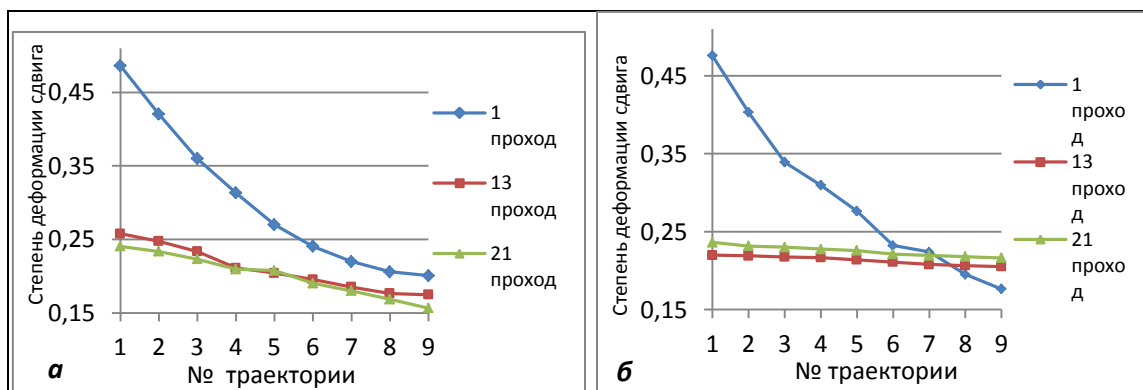 Степень деформации сдвига
0,45
0,35
0,25
0,15
1 2 3 4 5 6 7 8 9
№ траектории
а
1
проход
13
проход
21
проход
Степень деформации сдвига
0,45
0,35
0,25
0,15
1 2 3 4 5 6 7 8 9
№ траектории
б
1
прохо
д
13
прохо
д
21
прохо
д